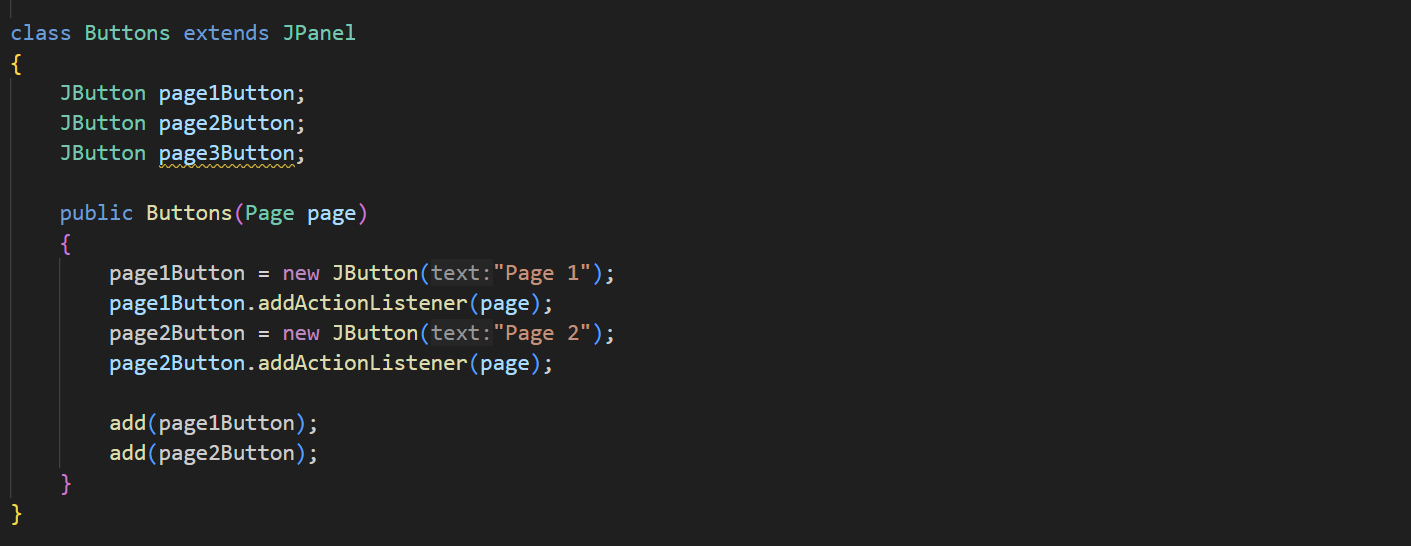 class Buttons extends JPanel
{
    JButton page1Button;
    JButton page2Button;
    JButton page3Button;
    public Buttons(Page page)
    {
        page1Button = new JButton(text:"Page 1");
        page1Button.addActionListener(page);
        page2Button = new JButton(text:"Page 2");
        page2Button.addActionListener(page);
        add(page1Button);
        add(page2Button);
    }
}